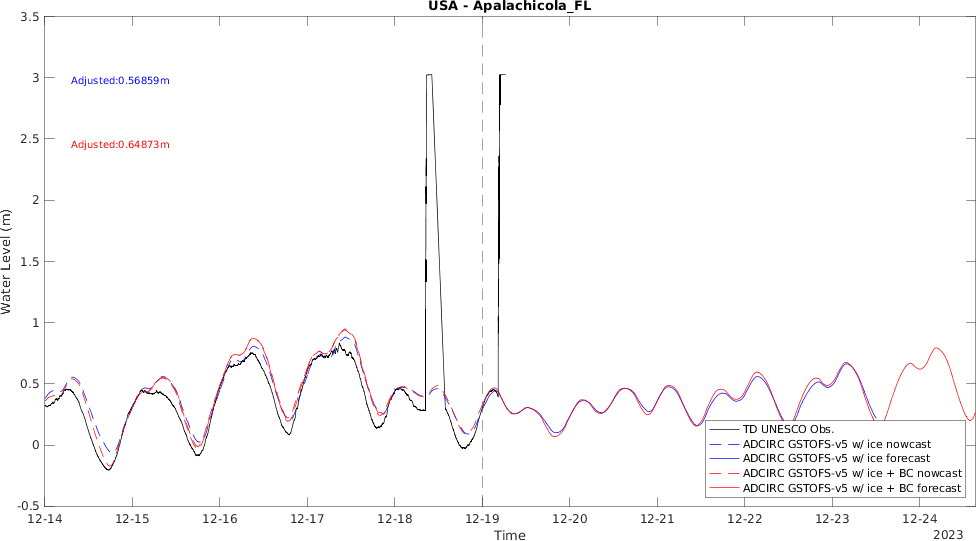 USA - Apalachicola_FL
3.5
3
2.5
2
1.5
1
0.5
0
-0.5
Water Level (m)
Adjusted:0.56859m
Adjusted:0.64873m
TD UNESCO Obs.
ADCIRC GSTOFS-v5 w/ ice nowcast
ADCIRC GSTOFS-v5 w/ ice forecast
ADCIRC GSTOFS-v5 w/ ice + BC nowcast
ADCIRC GSTOFS-v5 w/ ice + BC forecast
12-14 12-15 12-16 12-17 12-18 12-19 12-20 12-21 12-22 12-23 12-24
Time
2023